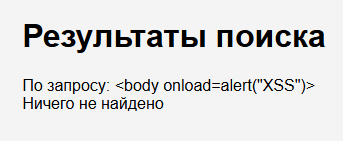 Результаты поиска
По запросу: <body onload=alert("XSS")>
Ничего не найдено